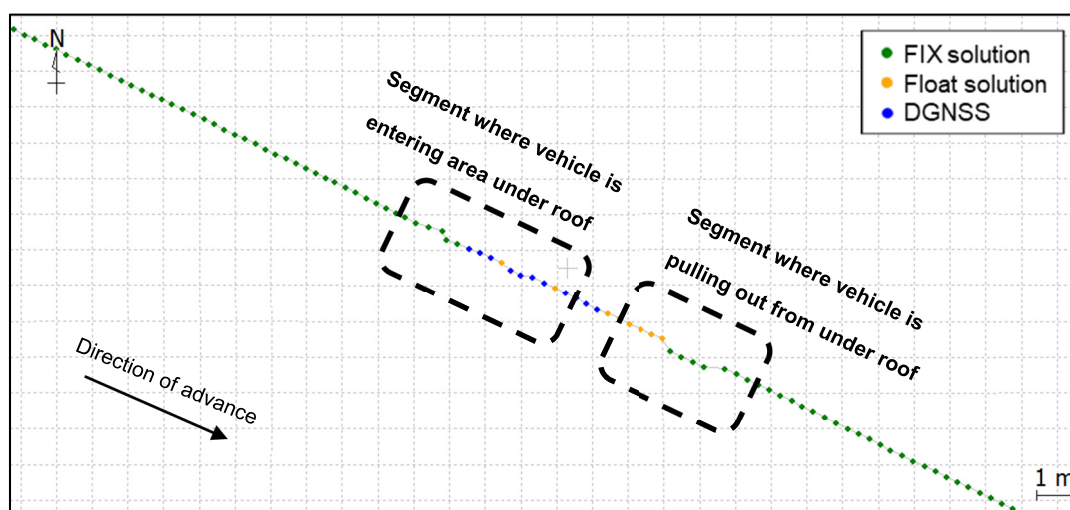 N
FIX solution
Float solution
DGNSS
Segment where vehicle is
entering area under roof
Segment where vehicle is
pulling out from under roof
Direction of advance
1 m